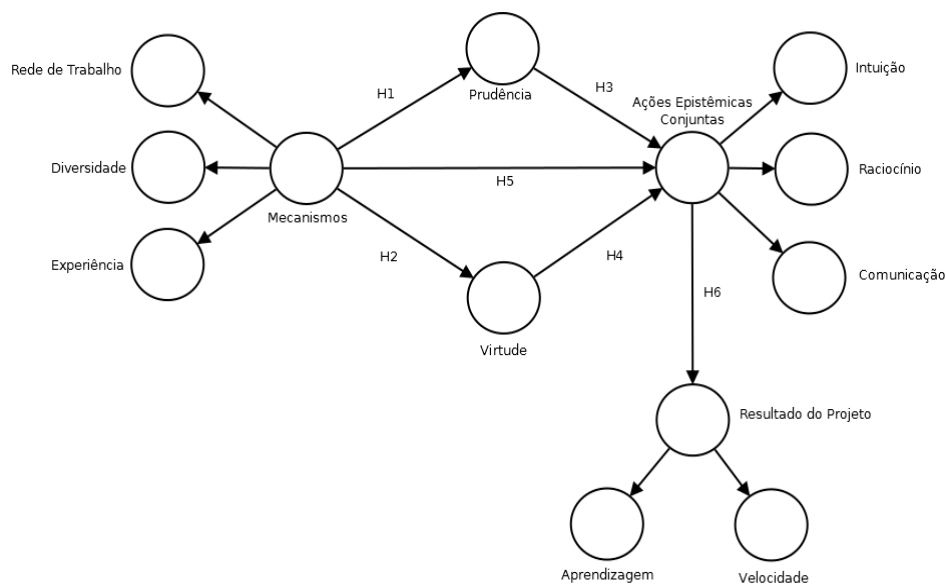 Rede de Trabalho
Intuição
H1
H3
Prudência
Ações Epistêmicas
Conjuntas
Diversidade
H5
Raciocínio
Mecanismos
Experiência
H2
H4
Comunicação
H6
Virtude
Resultado do Projeto
Aprendizagem
Velocidade